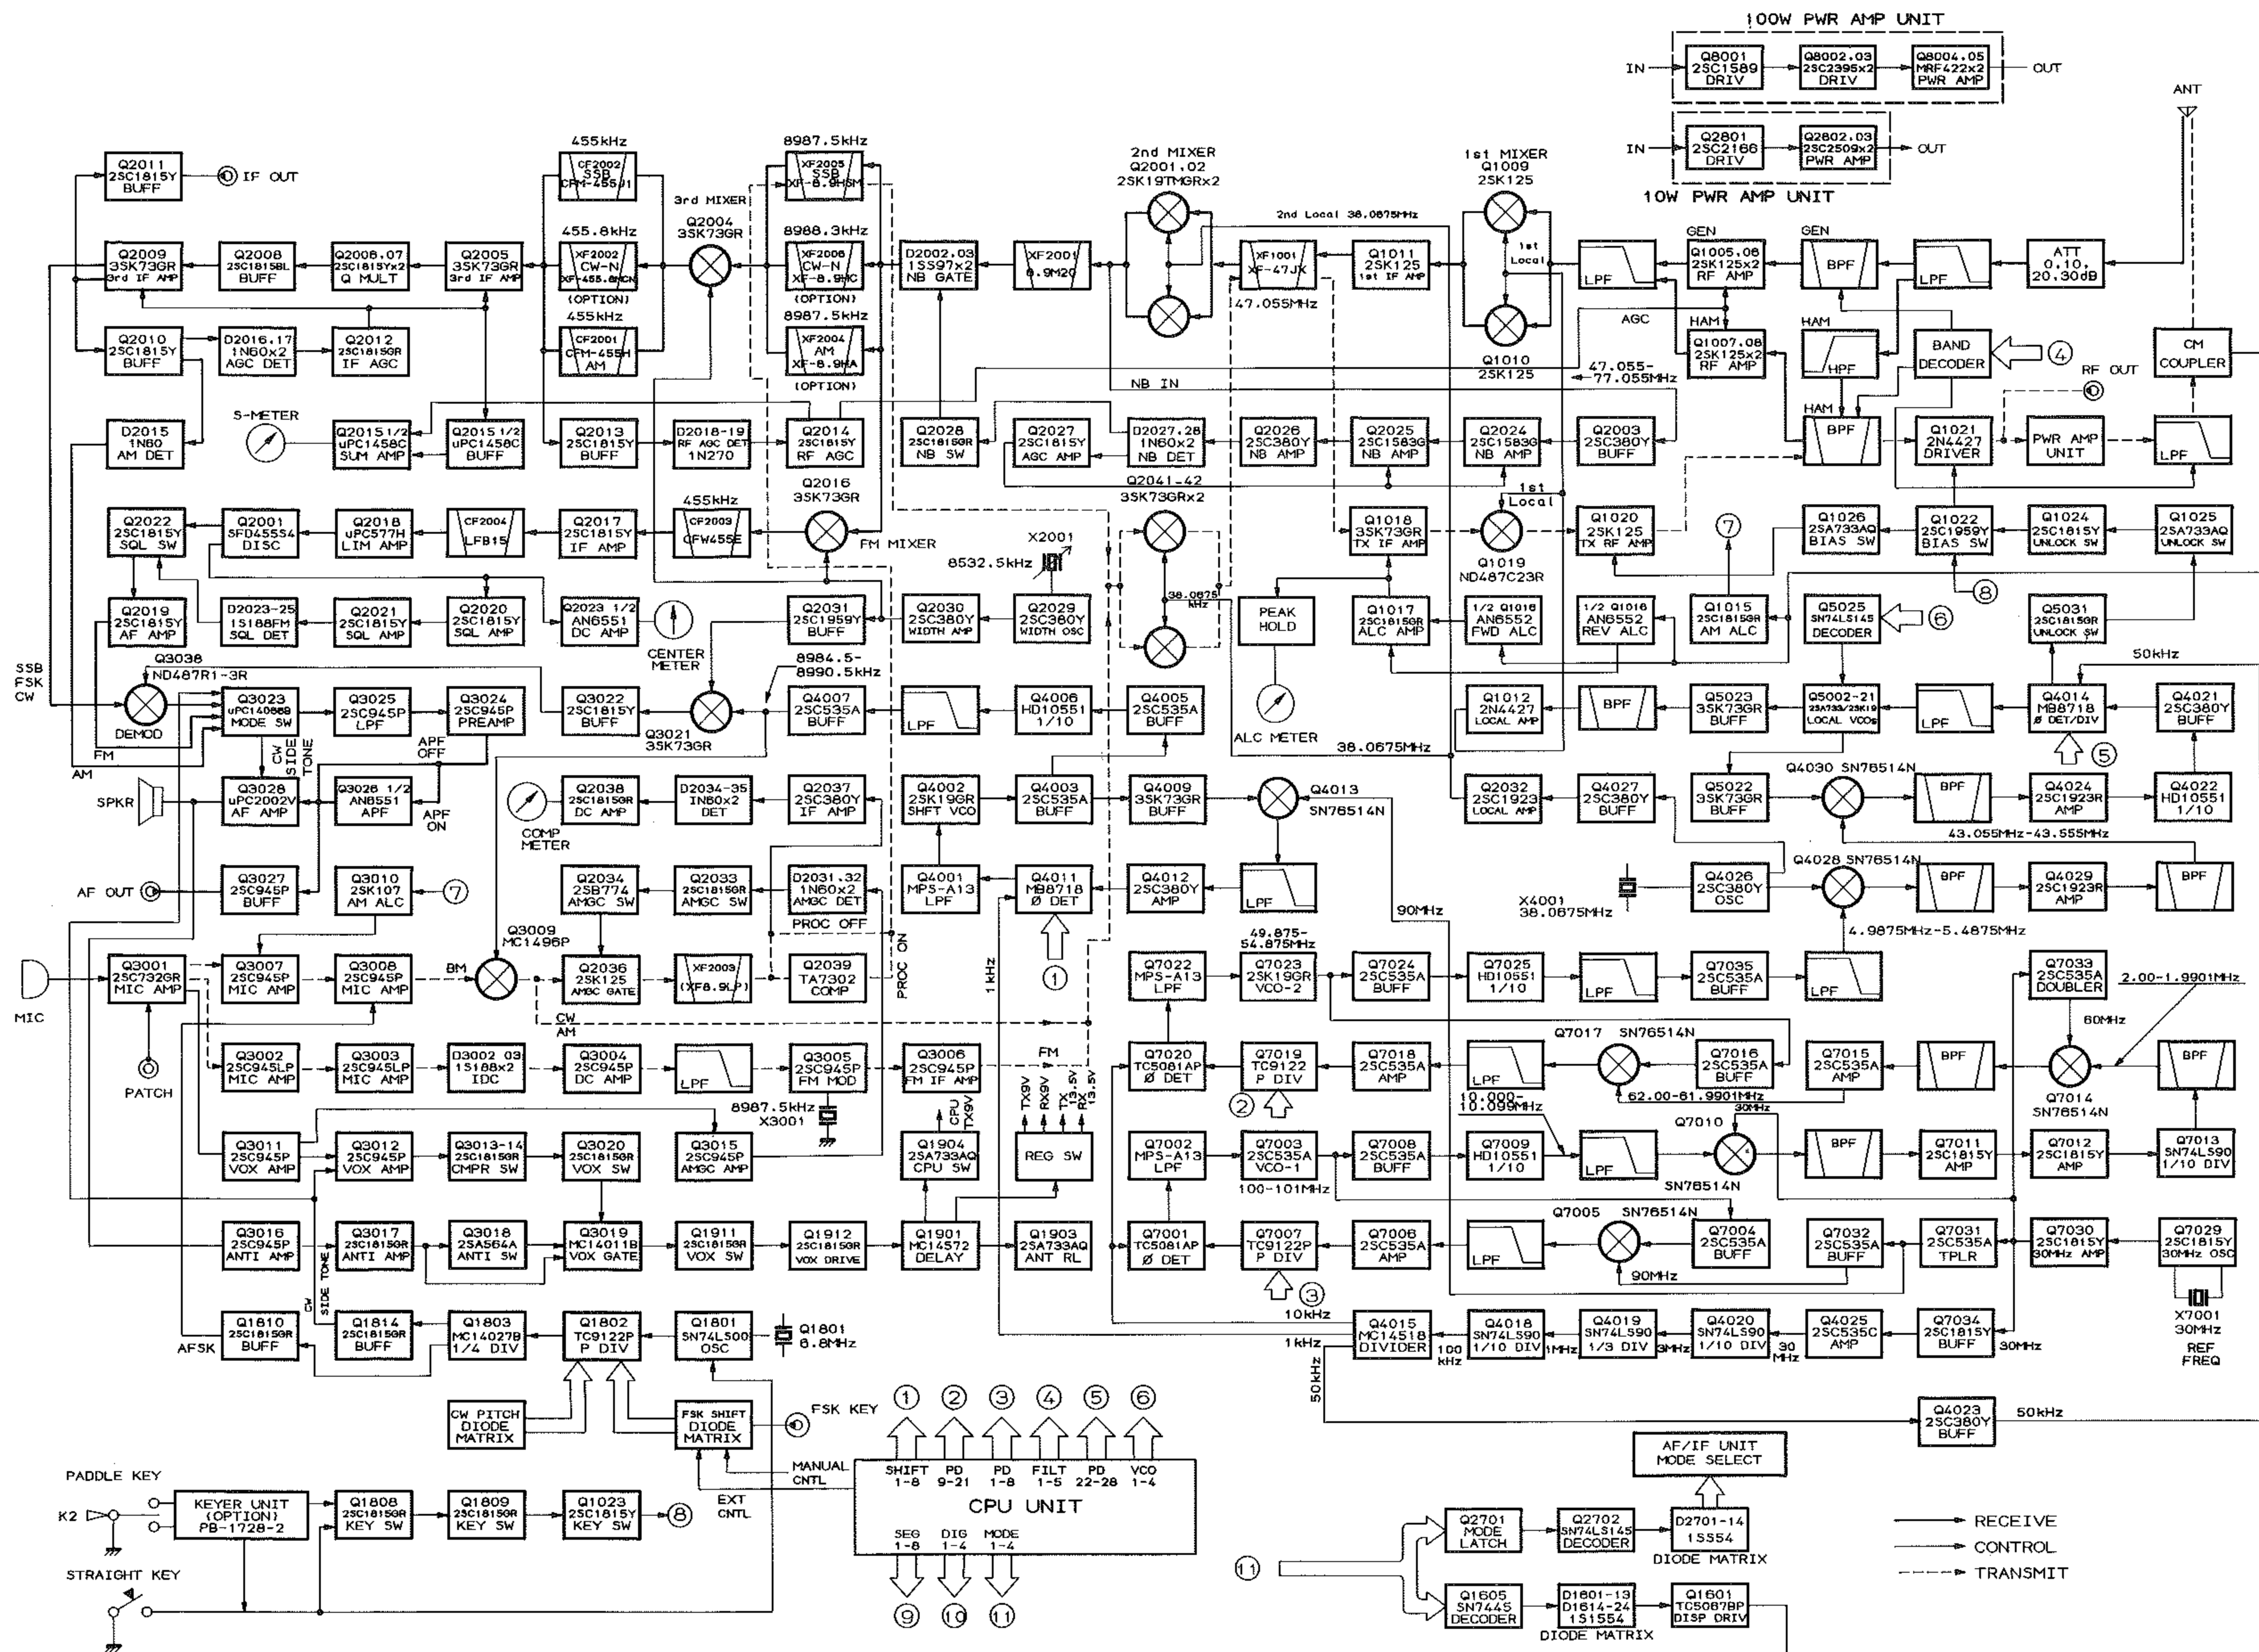 100W PWR AMP UNIT
IN
Q8001
2SC1589
DRIV
Q8002.03
2SC2395x2
DRIV
Q8004.05
MRF422x2
PWR AMP
OUT
IN
Q2801
2SC2166
DRIV
Q2802.03
2SC2509x2
PWR AMP
OUT
10W PWR AMP UNIT
ANT
Q2011
2SC1815Y
BUFF
IF OUT
455kHz
CF2002
SSB
CFM-455J1
8987.5kHz
XF2005
SSB
XF-8.9HSM
2nd MIXER
Q2001.02
2SK19TMGRx2
1st MIXER
Q1009
2SK125
3rd MIXER
Q2004
3SK73GR
2nd Local 38.0675MHz
1st
Local
Q2009
3SK73GR
3rd IF AMP
Q2008
2SC1815BL
BUFF
Q2006.07
2SC1815Yx2
Q MULT
Q2005
3SK73GR
3rd IF AMP
455.8kHz
XF2002
CW-N
XF-455.8MCN
(OPTION)
8988.3kHz
XF2006
CW-N
XF-8.9HC
(OPTION)
D2002.03
1SS97x2
NB GATE
XF2001
8.9M20
XF1001
XF-47JX
47.055MHz
Q1011
2SK125
1st IF AMP
LPF
GEN
Q1005.06
2SK125x2
RF AMP
GEN
BPF
LPF
ATT
0.10.
20.30dB
Q2010
2SC1815Y
BUFF
D2016.17
1N60x2
AGC DET
Q2012
2SC1815GR
IF AGC
455kHz
CF2001
CFM-455H
AM
8987.5kHz
XF2004
AM
XF-8.9HA
(OPTION)
Q1010
2SK125
47.055-
77.055MHz
AGC
HAM
Q1007.08
2SK125x2
RF AMP
HAM
HPF
BAND
DECODER
④
CM
COUPLER
RF OUT
NB IN
D2015
1N60
AM DET
S-METER
Q2015 1/2
uPC1458C
SUM AMP
Q2015 1/2
uPC1458C
BUFF
Q2013
2SC1815Y
BUFF
D2018-19
RF AGC DET
1N270
Q2014
2SC1815Y
RF AGC
Q2028
2SC1815GR
NB SW
Q2027
2SC1815Y
AGC AMP
D2027.28
1N60x2
NB DET
Q2026
2SC380Y
NB AMP
Q2025
2SC1583G
NB AMP
Q2024
2SC1583G
NB AMP
Q2003
2SC380Y
BUFF
HAM
BPF
Q1021
2N4427
DRIVER
PWR AMP
UNIT
LPF
Q2022
2SC1815Y
SQL SW
Q2001
SFD455S4
DISC
Q2018
uPC577H
LIM AMP
CF2004
LFB15
Q2017
2SC1815Y
IF AMP
455kHz
CF2003
CFW455E
Q2016
3SK73GR
FM MIXER
X2001
8532.5kHz
Q2041-42
3SK73GRx2
38.0675
kHz
Q1018
3SK73GR
TX IF AMP
1st
Local
Q1019
ND487C23R
Q1020
2SK125
TX RF AMP
⑦
Q1026
2SA733AQ
BIAS SW
Q1022
2SC1959Y
BIAS SW
Q1024
2SC1815Y
UNLOCK SW
Q1025
2SA733AQ
UNLOCK SW
⑧
Q2019
2SC1815Y
AF AMP
D2023-25
1S188FM
SQL DET
Q2021
2SC1815Y
SQL AMP
Q2020
2SC1815Y
SQL AMP
Q2023 1/2
AN6551
DC AMP
CENTER
METER
Q2031
2SC1959Y
BUFF
Q2030
2SC380Y
WIDTH AMP
Q2029
2SC380Y
WIDTH OSC
PEAK
HOLD
Q1017
2SC1815GR
ALC AMP
1/2 Q1016
AN6552
FWD ALC
1/2 Q1016
AN6552
REV ALC
Q1015
2SC1815GR
AM ALC
Q5025
SN74LS145
DECODER
⑥
Q5031
2SC1815GR
UNLOCK SW
50kHz
SSB
FSK
CW
Q3038
ND487R1-3R
DEMOD
FM
AM
Q3023
uPC14066B
MODE SW
Q3025
2SC945P
LPF
Q3024
2SC945P
PREAMP
Q3022
2SC1815Y
BUFF
Q3021
3SK73GR
8984.5-
8990.5kHz
Q4007
2SC535A
BUFF
LPF
Q4006
HD10551
1/10
Q4005
2SC535A
BUFF
ALC METER
38.0675MHz
Q1012
2N4427
LOCAL AMP
BPF
Q5023
3SK73GR
BUFF
Q5002-21
2SA733/2SK19
LOCAL VCOs
LPF
Q4014
MB8718
Ø DET/DIV
Q4021
2SC380Y
BUFF
⑤
CW
SIDE
TONE
APF
OFF
SPKR
Q3028
uPC2002V
AF AMP
Q3026 1/2
AN6551
APF
APF
ON
COMP
METER
Q2038
2SC1815GR
DC AMP
D2034-35
IN60x2
DET
Q2037
2SC380Y
IF AMP
Q4002
2SK19GR
SHFT VCO
Q4003
2SC535A
BUFF
Q4009
3SK73GR
BUFF
Q4013
SN76514N
Q2032
2SC1923
LOCAL AMP
Q4027
2SC380Y
BUFF
Q5022
3SK73GR
BUFF
Q4030 SN76514N
BPF
Q4024
2SC1923R
AMP
Q4022
HD10551
1/10
43.055MHz-43.555MHz
AF OUT
Q3027
2SC945P
BUFF
Q3010
2SK107
AM ALC
⑦
Q2034
2SB774
AMGC SW
Q2033
2SC1815GR
AMGC SW
D2031.32
1N60x2
AMGC DET
PROC OFF
Q4001
MPS-A13
LPF
Q4011
MB8718
Ø DET
①
1kHz
Q4012
2SC380Y
AMP
LPF
90MHz
X4001
38.0675MHz
Q4026
2SC380Y
OSC
Q4028 SN76514N
BPF
Q4029
2SC1923R
AMP
BPF
4.9875MHz-5.4875MHz
MIC
Q3001
2SC732GR
MIC AMP
Q3007
2SC945P
MIC AMP
Q3008
2SC945P
MIC AMP
BM
Q3009
MC1496P
Q2036
2SK125
AMGC GATE
XF2003
(XF8.9LP)
Q2039
TA7302
COMP
PROC ON
CW
AM
Q7022
MPS-A13
LPF
49.875-
54.875MHz
Q7023
2SK19GR
VCO-2
Q7024
2SC535A
BUFF
Q7025
HD10551
1/10
LPF
Q7035
2SC535A
BUFF
LPF
Q7033
2SC535A
DOUBLER
2.00-1.9901MHz
60MHz
PATCH
Q3002
2SC945LP
MIC AMP
Q3003
2SC945LP
MIC AMP
D3002 03
1S188x2
IDC
Q3004
2SC945P
DC AMP
LPF
Q3005
2SC945P
FM MOD
Q3006
2SC945P
FM IF AMP
FM
8987.5kHz
X3001
CPU
TX9V
TX9V
RX9V
TX
13.5V
RX
13.5V
Q7020
TC5081AP
Ø DET
Q7019
TC9122
P DIV
②
Q7018
2SC535A
AMP
LPF
Q7017 SN76514N
Q7016
2SC535A
BUFF
Q7015
2SC535A
AMP
BPF
Q7014
SN76514N
BPF
62.00-61.9901MHz
Q3011
2SC945P
VOX AMP
Q3012
2SC945P
VOX AMP
Q3013-14
2SC1815GR
CMPR SW
Q3020
2SC1815GR
VOX SW
Q3015
2SC945P
AMGC AMP
Q1904
2SA733AQ
CPU SW
REG SW
Q7002
MPS-A13
LPF
Q7003
2SC535A
VCO-1
100-101MHz
Q7008
2SC535A
BUFF
Q7009
HD10551
1/10
10.000-
10.099MHz
LPF
Q7010
SN76514N
30MHz
BPF
Q7011
2SC1815Y
AMP
Q7012
2SC1815Y
AMP
Q7013
SN74LS90
1/10 DIV
Q3016
2SC945P
ANTI AMP
Q3017
2SC1815GR
ANTI AMP
Q3018
2SA564A
ANTI SW
Q3019
MC14011B
VOX GATE
Q1911
2SC1815GR
VOX SW
Q1912
2SC1815GR
VOX DRIVE
Q1901
MC14572
DELAY
Q1903
2SA733AQ
ANT RL
Q7001
TC5081AP
Ø DET
Q7007
TC9122P
P DIV
③
Q7006
2SC535A
AMP
LPF
Q7005 SN76514N
90MHz
Q7004
2SC535A
BUFF
Q7032
2SC535A
BUFF
Q7031
2SC535A
TPLR
Q7030
2SC1815Y
30MHz AMP
Q7029
2SC1815Y
30MHz OSC
X7001
30MHz
REF
FREQ
CW
SIDE TONE
AFSK
Q1810
2SC1815GR
BUFF
Q1814
2SC1815GR
BUFF
Q1803
MC14027B
1/4 DIV
Q1802
TC9122P
P DIV
Q1801
SN74LS00
OSC
Q1801
6.8MHz
10kHz
1kHz
50kHz
Q4015
MC14518
DIVIDER
100
kHz
Q4018
SN74LS90
1/10 DIV
1MHz
Q4019
SN74LS90
1/3 DIV
3MHz
Q4020
SN74LS90
1/10 DIV
30
MHz
Q4025
2SC535C
AMP
Q7034
2SC1815Y
BUFF
30MHz
CW PITCH
DIODE
MATRIX
FSK SHIFT
DIODE
MATRIX
FSK KEY
MANUAL
CNTL
EXT
CNTL
① ② ③ ④ ⑤ ⑥
SHIFT
1-8
PD
9-21
PD
1-8
FILT
1-5
PD
22-28
VCO
1-4
CPU UNIT
SEG
1-8
DIG
1-4
MODE
1-4
⑨ ⑩ ⑪
Q4023
2SC380Y
BUFF
50kHz
PADDLE KEY
K2
KEYER UNIT
(OPTION)
PB-1728-2
Q1808
2SC1815GR
KEY SW
Q1809
2SC1815GR
KEY SW
Q1023
2SC1815Y
KEY SW
⑧
STRAIGHT KEY
AF/IF UNIT
MODE SELECT
⑪
Q2701
MODE
LATCH
Q2702
SN74LS145
DECODER
D2701-14
1SS54
DIODE MATRIX
Q1605
SN7445
DECODER
D1601-13
D1614-24
1S1554
DIODE MATRIX
Q1601
TC5067BP
DISP DRIV
RECEIVE
CONTROL
TRANSMIT